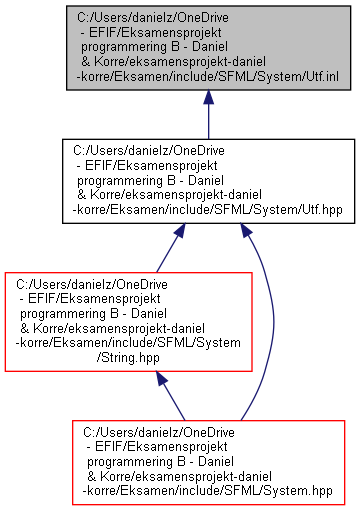 C:/Users/danielz/OneDrive
- EFIF/Eksamensprojekt
programmering B - Daniel
& Korre/eksamensprojekt-daniel
-korre/Eksamen/include/SFML/System/Utf.inl
C:/Users/danielz/OneDrive
- EFIF/Eksamensprojekt
programmering B - Daniel
& Korre/eksamensprojekt-daniel
-korre/Eksamen/include/SFML/System/Utf.hpp
C:/Users/danielz/OneDrive
- EFIF/Eksamensprojekt
programmering B - Daniel
& Korre/eksamensprojekt-daniel
-korre/Eksamen/include/SFML/System
/String.hpp
C:/Users/danielz/OneDrive
- EFIF/Eksamensprojekt
programmering B - Daniel
& Korre/eksamensprojekt-daniel
-korre/Eksamen/include/SFML/System.hpp